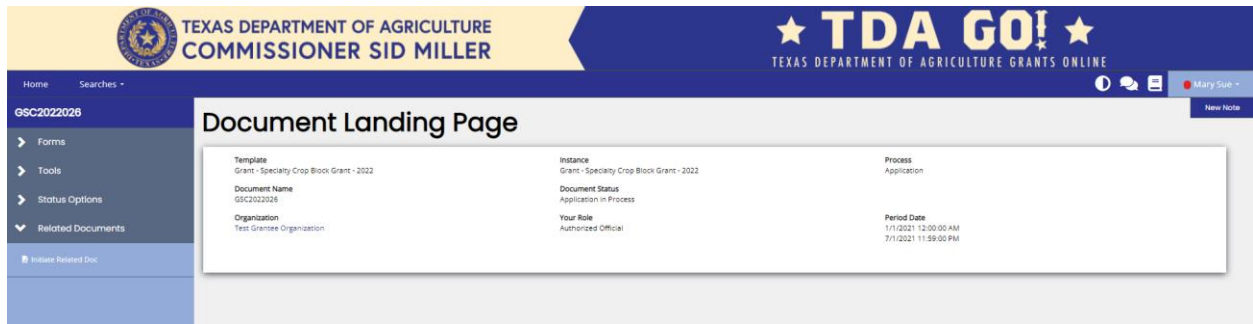 TEXAS DEPARTMENT OF AGRICULTURE
COMMISSIONER SID MILLER
TDA GO!
TEXAS DEPARTMENT OF AGRICULTURE GRANTS ONLINE
Home
Searches
Mary Sue
GSC2022026
New Note
Document Landing Page
Forms
Tools
Status Options
Related Documents
Initiate Related Doc
Template
Grant - Specialty Crop Block Grant - 2022
Instance
Grant - Specialty Crop Block Grant - 2022
Process
Application
Document Name
GSC2022026
Document Status
Application in Process
Organization
Test Grantee Organization
Your Role
Authorized Official
Period Date
1/1/2021 12:00:00 AM
7/1/2021 11:59:00 PM